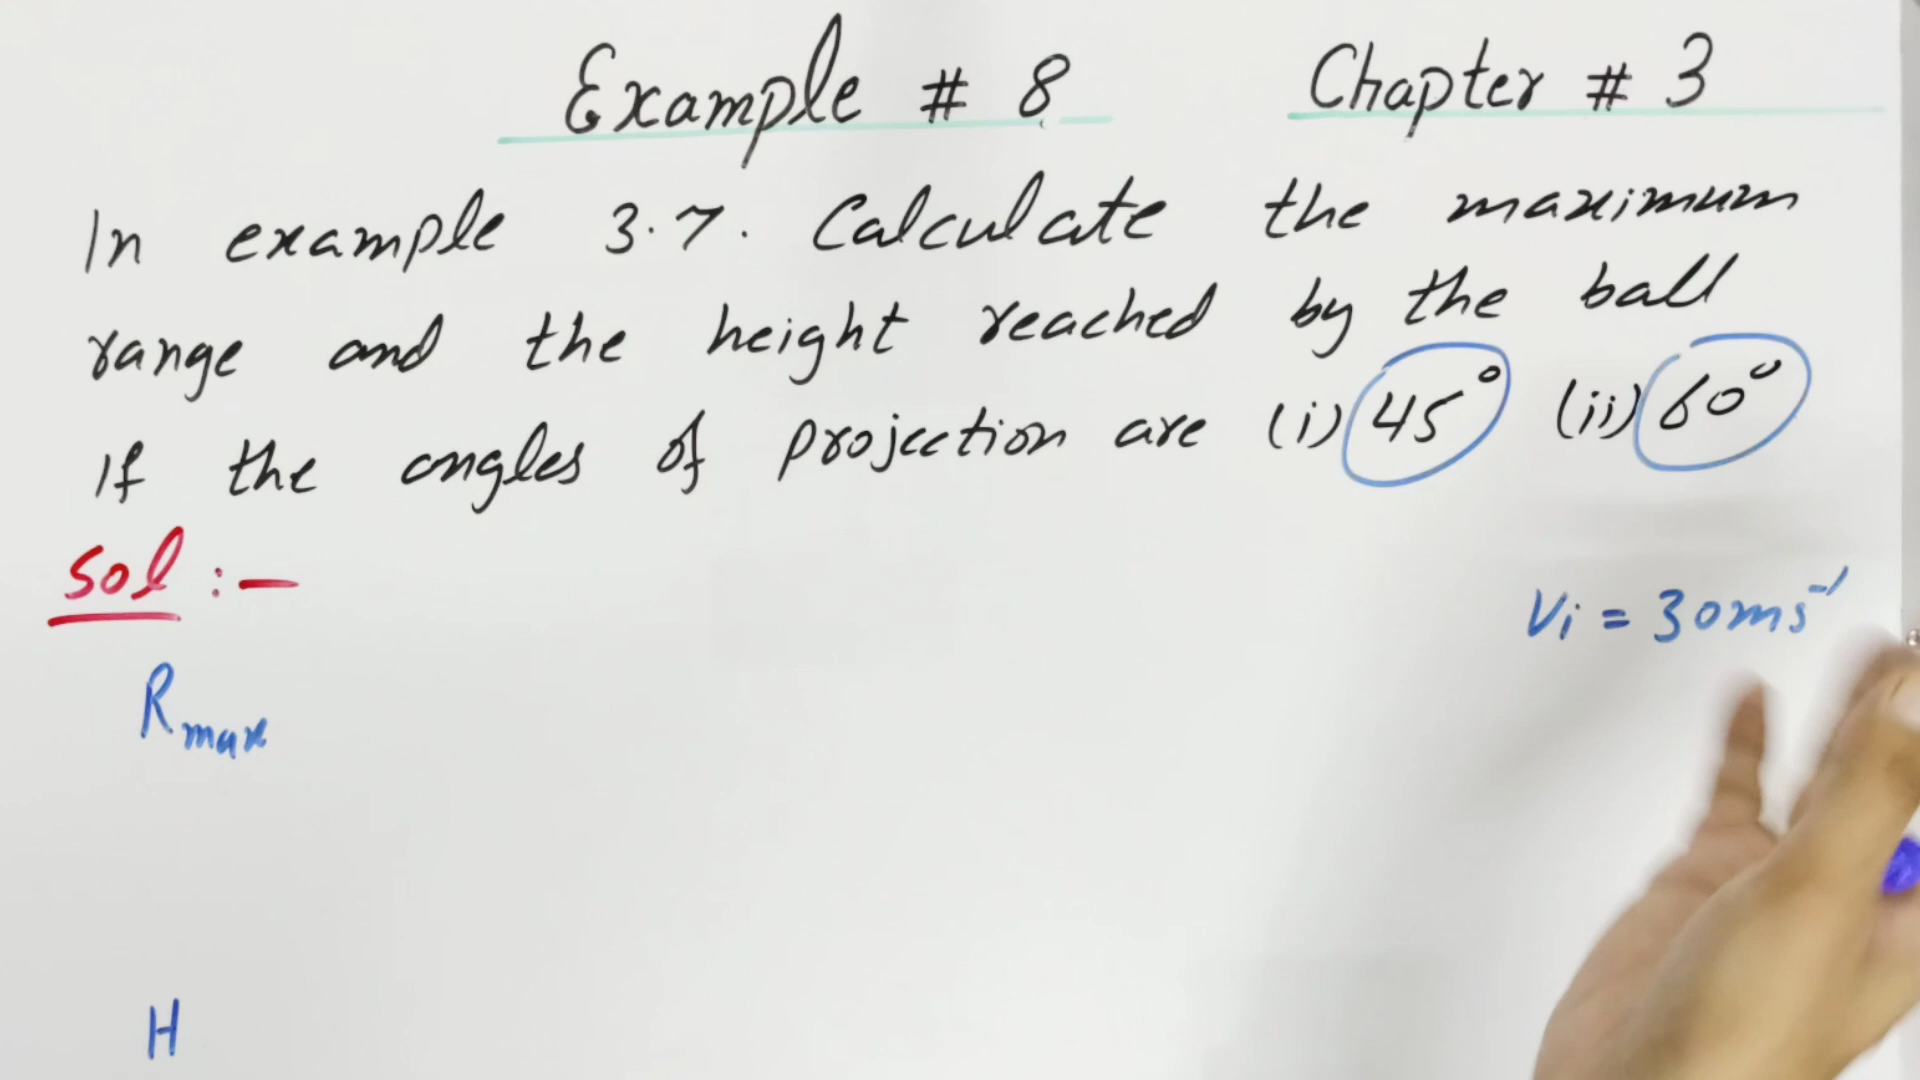 Example # 8 Chapter # 3
In example 3.7. Calculate the maximum
range and the height reached by the ball
If the angles of projection are (i) 45° (ii) 60°
Sol :-
Vi = 30ms⁻¹
Rmax
H